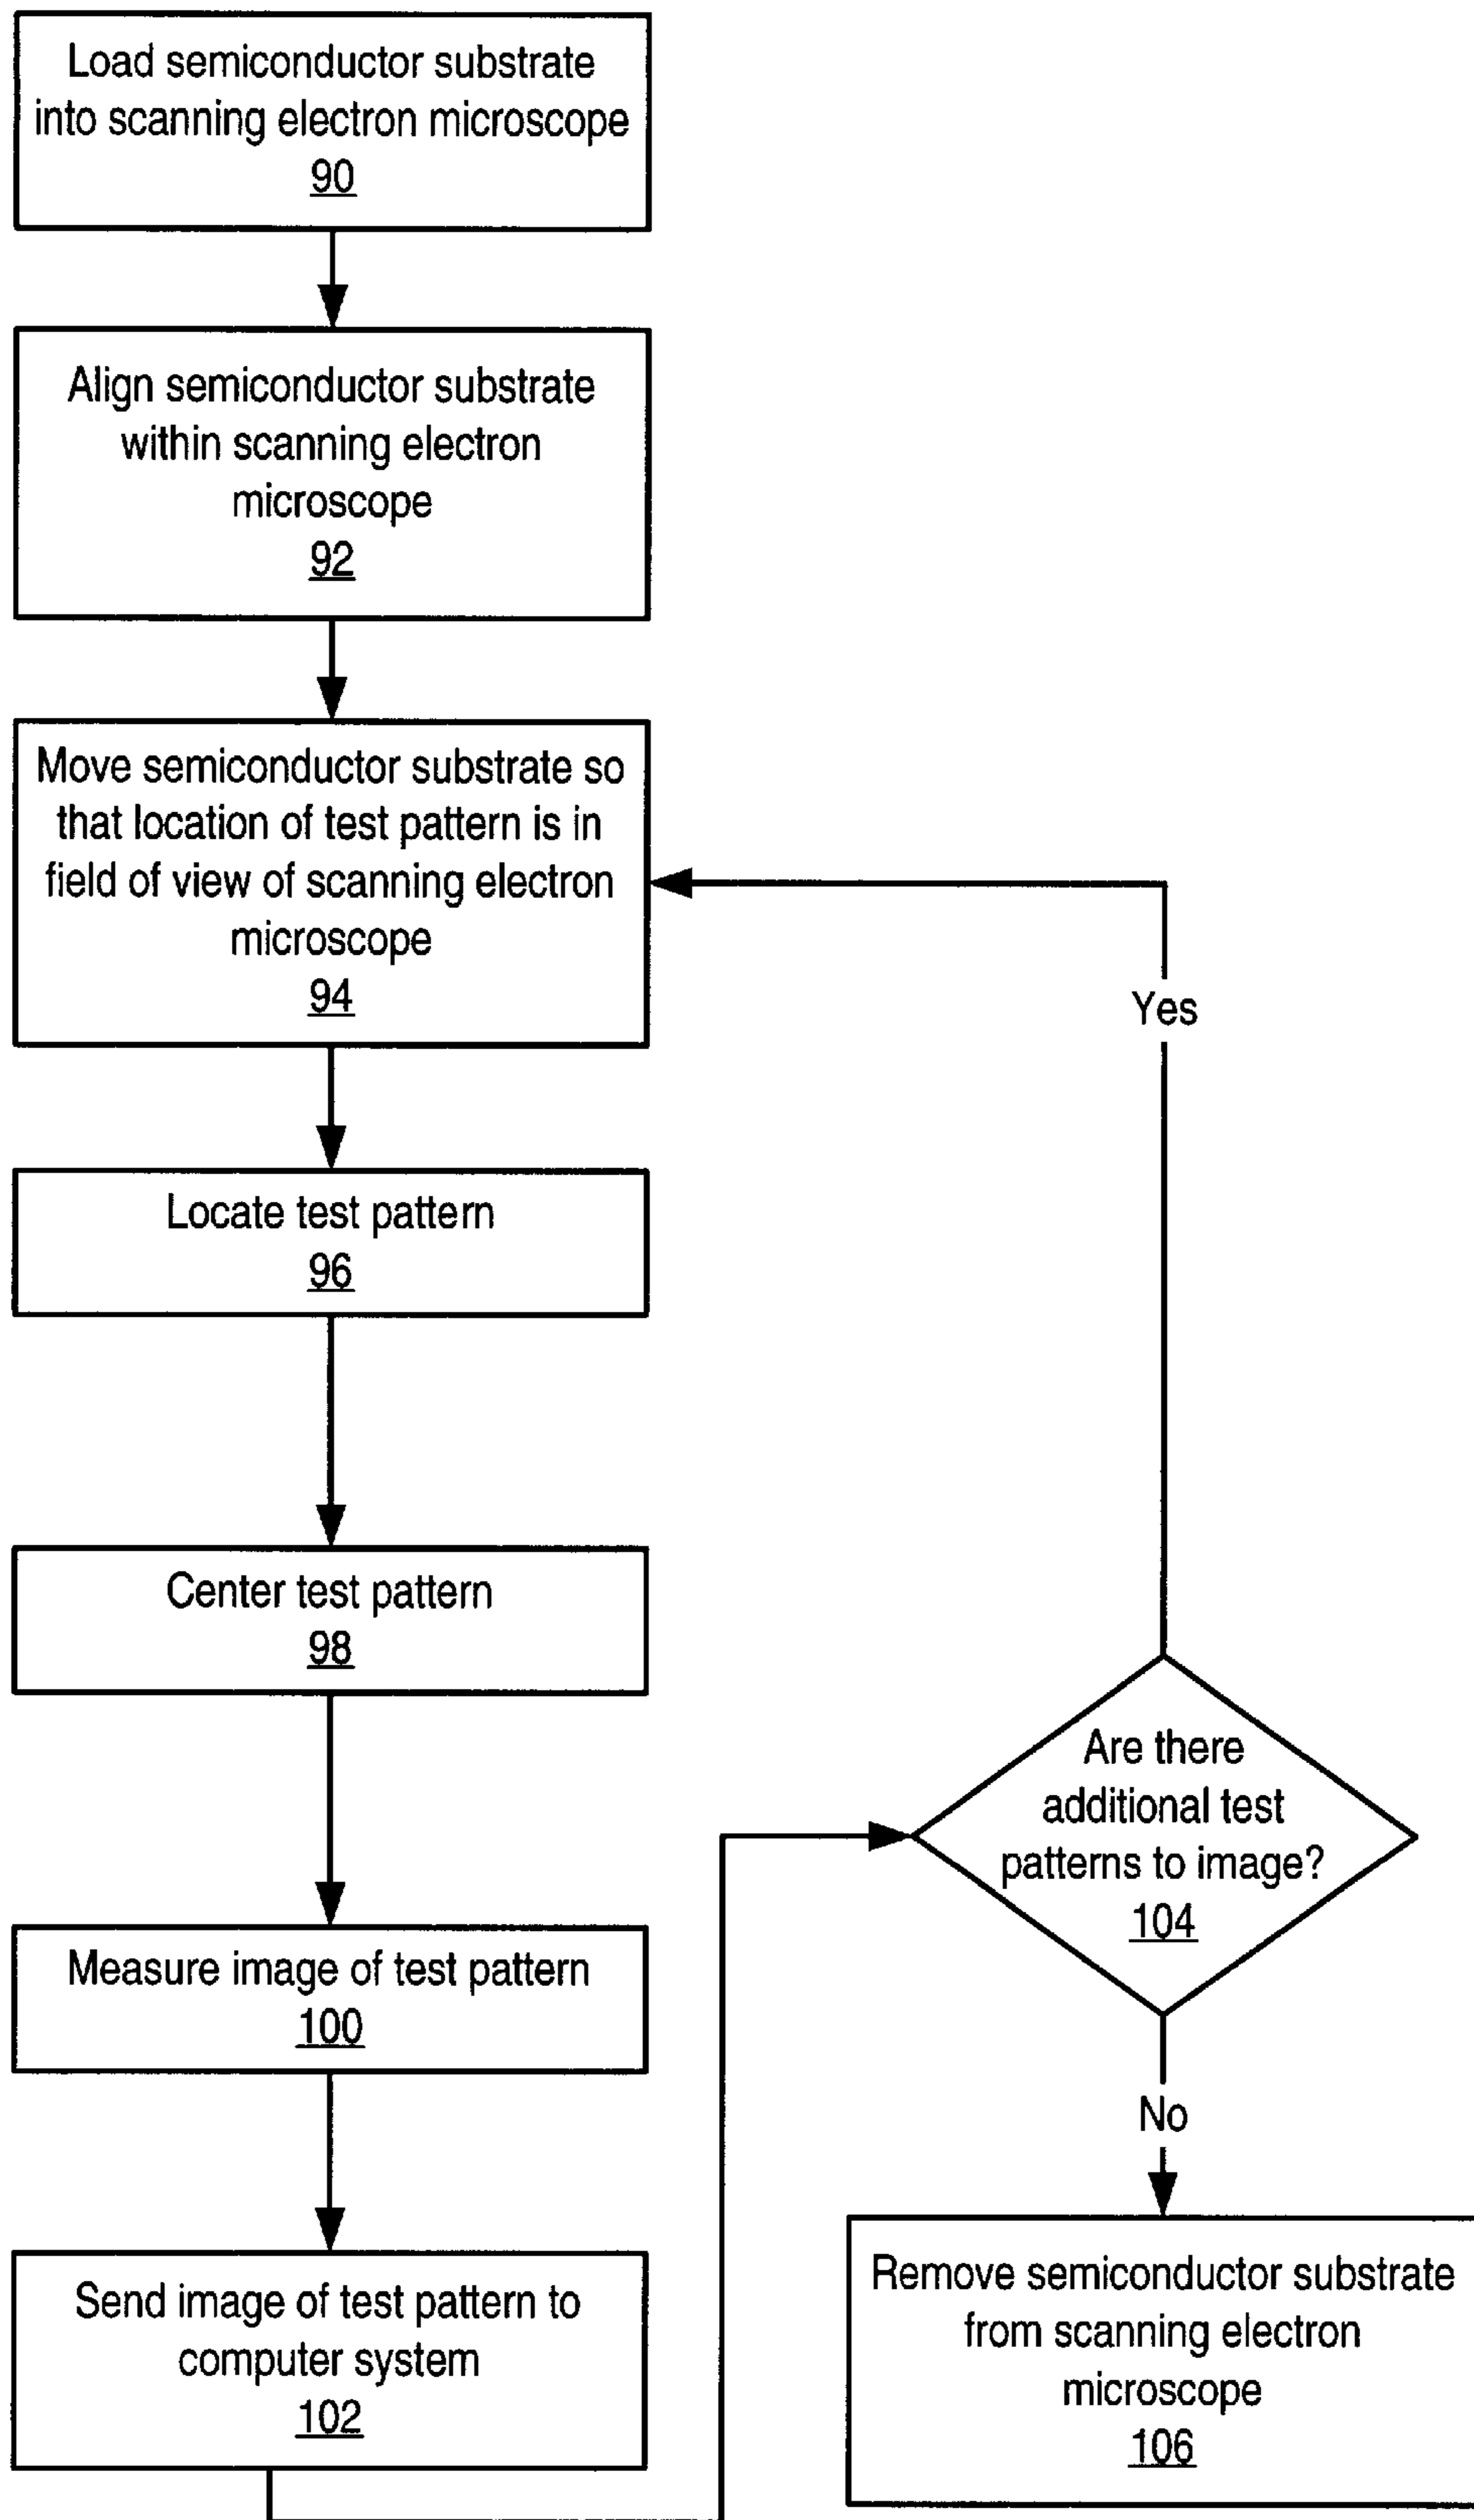 Load semiconductor substrate
into scanning electron microscope
90
Align semiconductor substrate
within scanning electron
microscope
92
Move semiconductor substrate so
that location of test pattern is in
field of view of scanning electron
microscope
94
Locate test pattern
96
Center test pattern
98
Measure image of test pattern
100
Send image of test pattern to
computer system
102
Yes
Are there
additional test
patterns to image?
104
No
Remove semiconductor substrate
from scanning electron
microscope
106